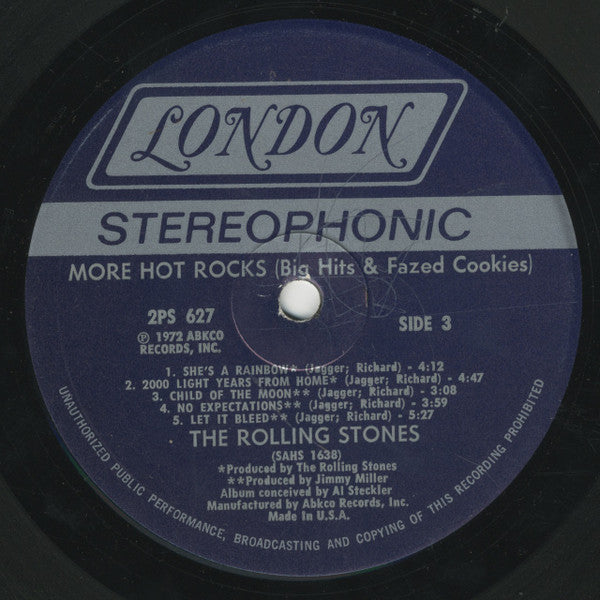 LONDON
STEREOPHONIC
MORE HOT ROCKS (Big Hits & Fazed Cookies)
2PS 627
SIDE 3
℗ 1972 ABKCO
RECORDS, INC.
1. SHE'S A RAINBOW* (Jagger; Richard) - 4:12
2. 2000 LIGHT YEARS FROM HOME* (Jagger; Richard) - 4:47
3. CHILD OF THE MOON** (Jagger; Richard) - 3:08
4. NO EXPECTATIONS** (Jagger; Richard) - 3:59
5. LET IT BLEED** (Jagger; Richard) - 5:27
THE ROLLING STONES
(SAHS 1638)
*Produced by The Rolling Stones
**Produced by Jimmy Miller
Album conceived by Al Steckler
Manufactured by Abkco Records, Inc.
Made in U.S.A.
UNAUTHORIZED PUBLIC PERFORMANCE, BROADCASTING AND COPYING OF THIS RECORDING PROHIBITED